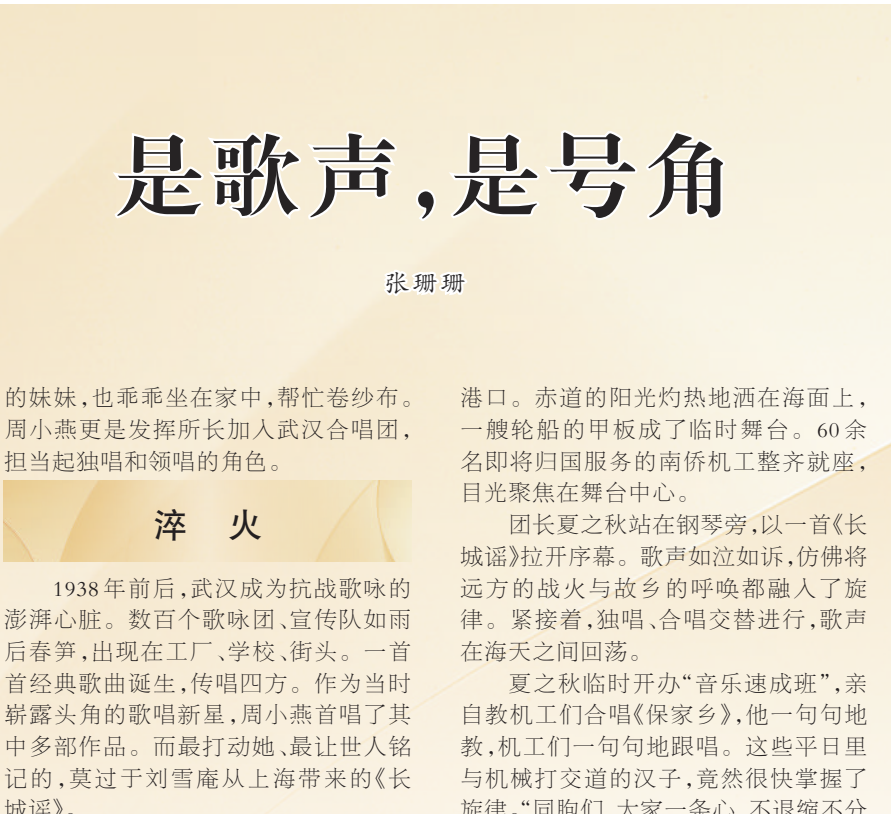 是歌声，是号角
张珊珊
的妹妹，也乖乖坐在家中，帮忙卷纱布。
周小燕更是发挥所长加入武汉合唱团，
担当起独唱和领唱的角色。
淬 火
1938年前后，武汉成为抗战歌咏的
澎湃心脏。数百个歌咏团、宣传队如雨
后春笋，出现在工厂、学校、街头。一首
首经典歌曲诞生，传唱四方。作为当时
崭露头角的歌唱新星，周小燕首唱了其
中多部作品。而最打动她、最让世人铭
记的，莫过于刘雪庵从上海带来的《长
城谣》。
港口。赤道的阳光灼热地洒在海面上，
一艘轮船的甲板成了临时舞台。60余
名即将归国服务的南侨机工整齐就座，
目光聚焦在舞台中心。
团长夏之秋站在钢琴旁，以一首《长
城谣》拉开序幕。歌声如泣如诉，仿佛将
远方的战火与故乡的呼唤都融入了旋
律。紧接着，独唱、合唱交替进行，歌声
在海天之间回荡。
夏之秋临时开办“音乐速成班”，亲
自教机工们合唱《保家乡》，他一句句地
教，机工们一句句地跟唱。这些平日里
与机械打交道的汉子，竟然很快掌握了
旋律。“同胞们，大家一条心，不退缩不分